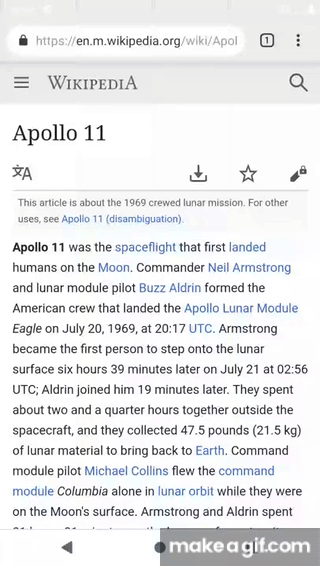 https://en.m.wikipedia.org/wiki/Apol
1
WIKIPEDIA
Apollo 11
This article is about the 1969 crewed lunar mission. For other
uses, see Apollo 11 (disambiguation).
Apollo 11 was the spaceflight that first landed
humans on the Moon. Commander Neil Armstrong
and lunar module pilot Buzz Aldrin formed the
American crew that landed the Apollo Lunar Module
Eagle on July 20, 1969, at 20:17 UTC. Armstrong
became the first person to step onto the lunar
surface six hours 39 minutes later on July 21 at 02:56
UTC; Aldrin joined him 19 minutes later. They spent
about two and a quarter hours together outside the
spacecraft, and they collected 47.5 pounds (21.5 kg)
of lunar material to bring back to Earth. Command
module pilot Michael Collins flew the command
module Columbia alone in lunar orbit while they were
on the Moon's surface. Armstrong and Aldrin spent
makeagif.com